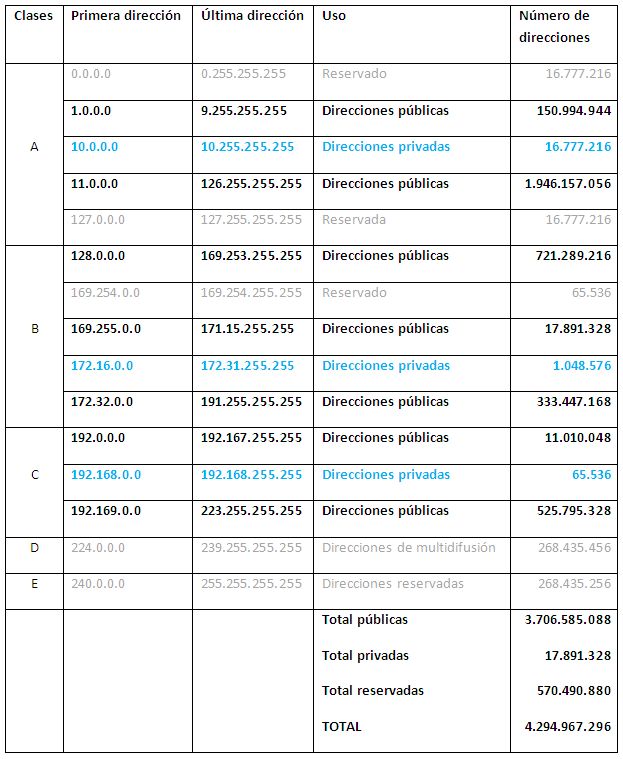 Clases Primera dirección Última dirección Uso Número de
direcciones
0.0.0.0 0.255.255.255 Reservado 16.777.216
1.0.0.0 9.255.255.255 Direcciones públicas 150.994.944
A 10.0.0.0 10.255.255.255 Direcciones privadas 16.777.216
11.0.0.0 126.255.255.255 Direcciones públicas 1.946.157.056
127.0.0.0 127.255.255.255 Reservada 16.777.216
128.0.0.0 169.253.255.255 Direcciones públicas 721.289.216
169.254.0.0 169.254.255.255 Reservado 65.536
B 169.255.0.0 171.15.255.255 Direcciones públicas 17.891.328
172.16.0.0 172.31.255.255 Direcciones privadas 1.048.576
172.32.0.0 191.255.255.255 Direcciones públicas 333.447.168
192.0.0.0 192.167.255.255 Direcciones públicas 11.010.048
C 192.168.0.0 192.168.255.255 Direcciones privadas 65.536
192.169.0.0 223.255.255.255 Direcciones públicas 525.795.328
D 224.0.0.0 239.255.255.255 Direcciones de multidifusión 268.435.456
E 240.0.0.0 255.255.255.255 Direcciones reservadas 268.435.256
Total públicas 3.706.585.088
Total privadas 17.891.328
Total reservadas 570.490.880
TOTAL 4.294.967.296